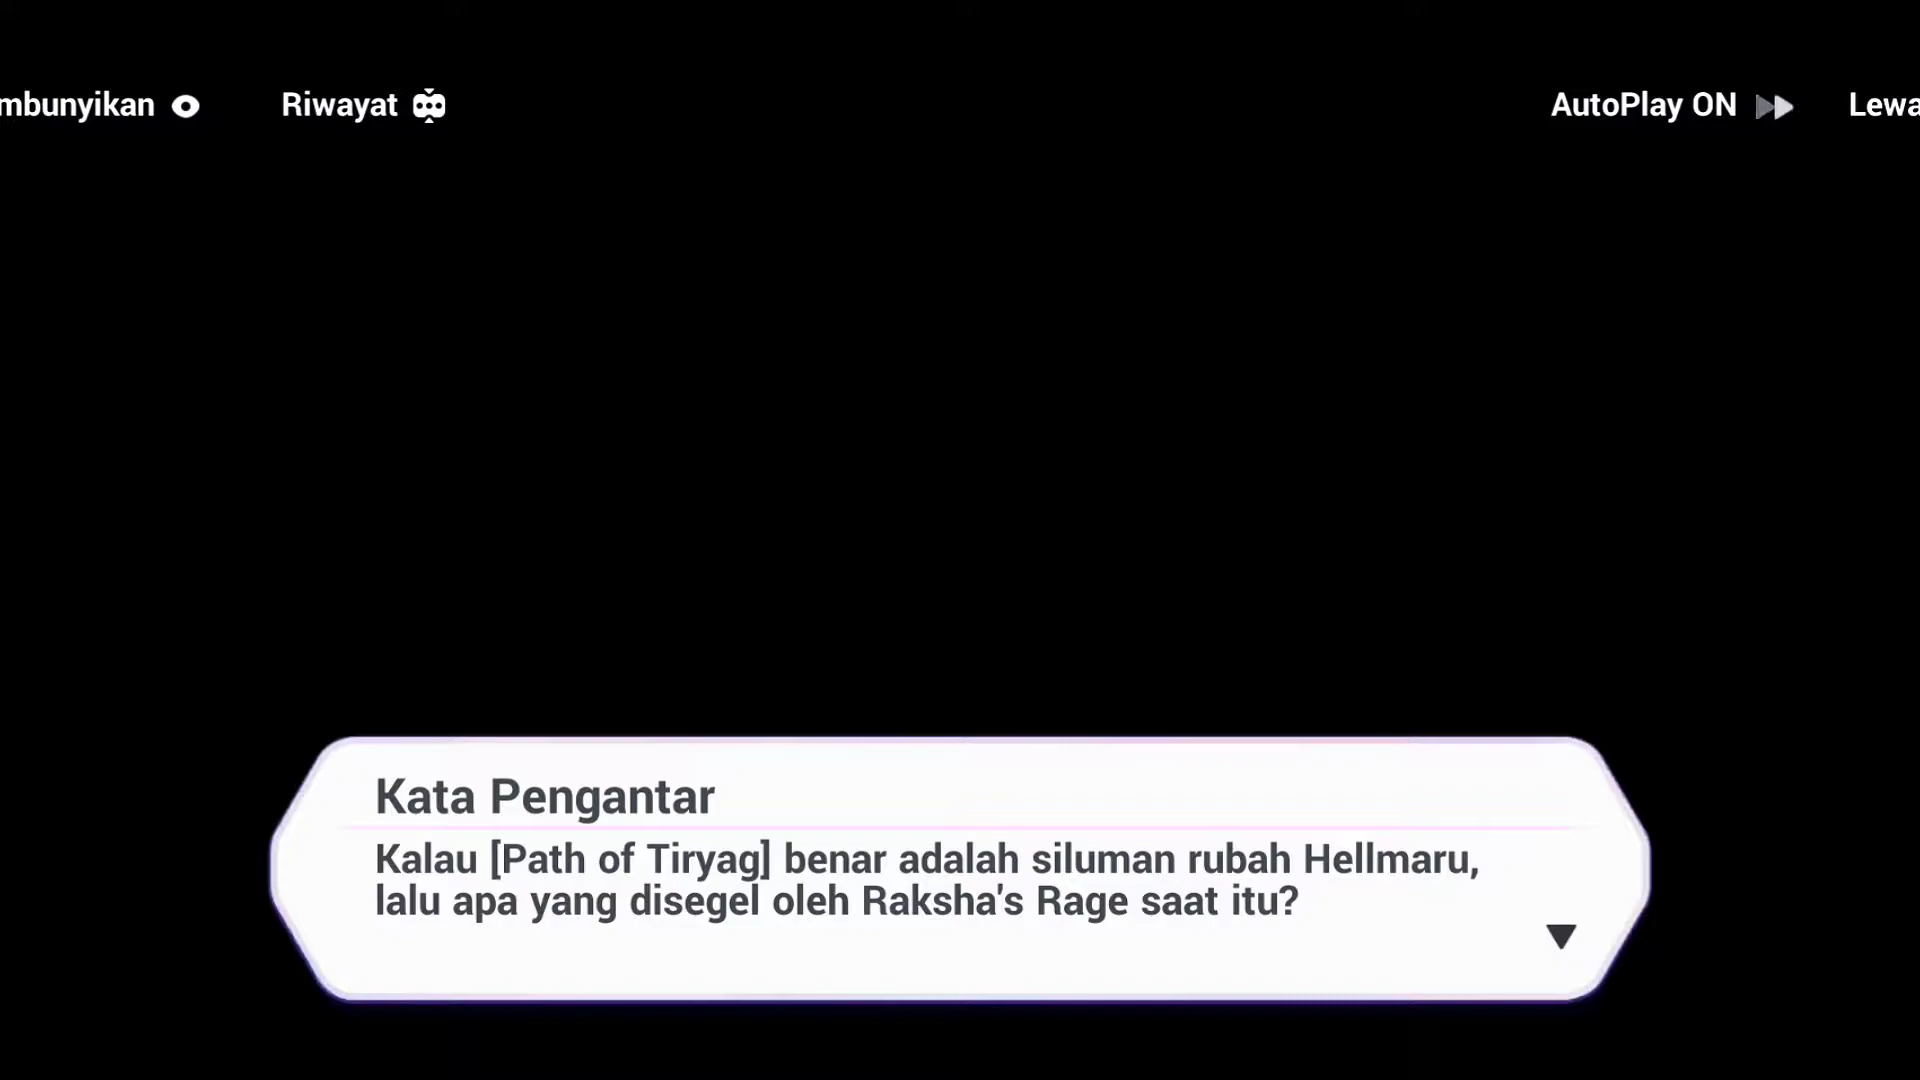 mbunyikan
Riwayat
AutoPlay ON
Lewa
Kata Pengantar
Kalau [Path of Tiryag] benar adalah siluman rubah Hellmaru,
lalu apa yang disegel oleh Raksha's Rage saat itu?